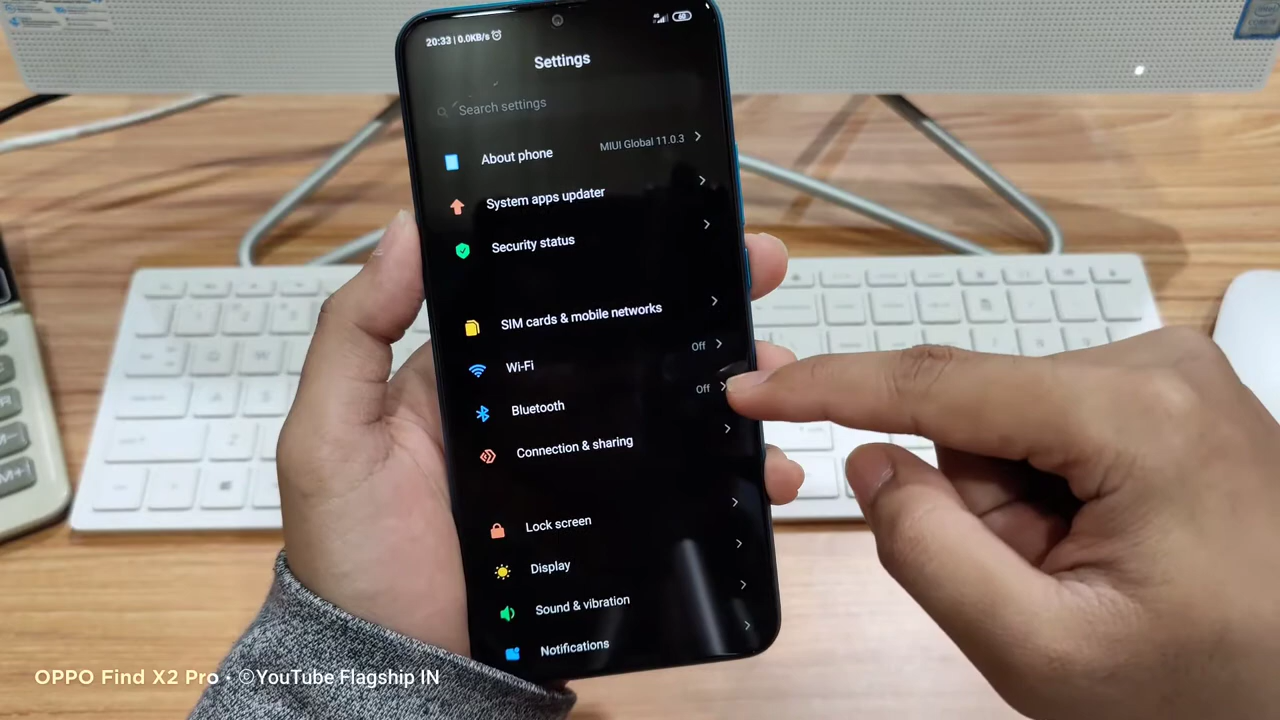 20:33 | 0.0KB/s
4G
60
Settings
Search settings
About phone
MIUI Global 11.0.3
System apps updater
Security status
SIM cards & mobile networks
Wi-Fi
Off
Bluetooth
Off
Connection & sharing
Lock screen
Display
Sound & vibration
Notifications
M+
OPPO Find X2 Pro · ©YouTube Flagship IN